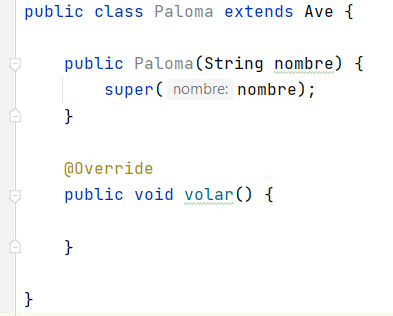 public class Paloma extends Ave {
public Paloma(String nombre) {
super( nombre: nombre);
}
@Override
public void volar() {
}
}